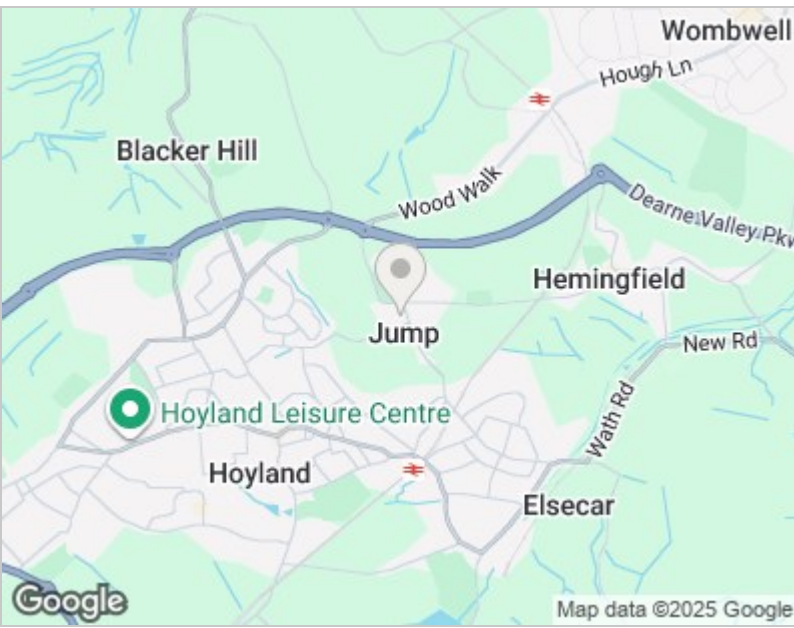 Wombwell
Hough Ln
Blacker Hill
Wood Walk
Dearne Valley Pkw
Hemingfield
Jump
New Rd
Hoyland Leisure Centre
Wath Rd
Hoyland
Elsecar
Google
Map data ©2025 Google